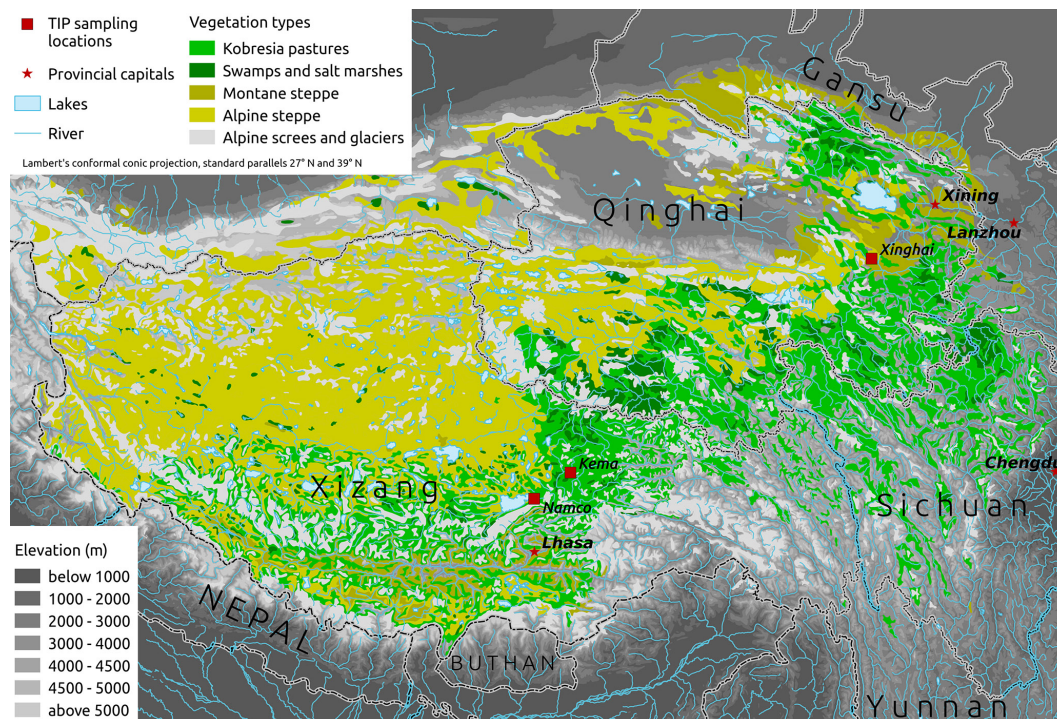 TIP sampling
locations
Provincial capitals
Lakes
River
Vegetation types
Kobresia pastures
Swamps and salt marshes
Montane steppe
Alpine steppe
Alpine screes and glaciers
Lambert's conformal conic projection, standard parallels 27° N and 39° N
Gansu
Qinghai
Xining
Lanzhou
Xinghai
Kema
Xizang
Namco
Chengdu
Sichuan
Lhasa
NEPAL
BUTHAN
Yunnan
Elevation (m)
below 1000
1000 - 2000
2000 - 3000
3000 - 4000
4000 - 4500
4500 - 5000
above 5000